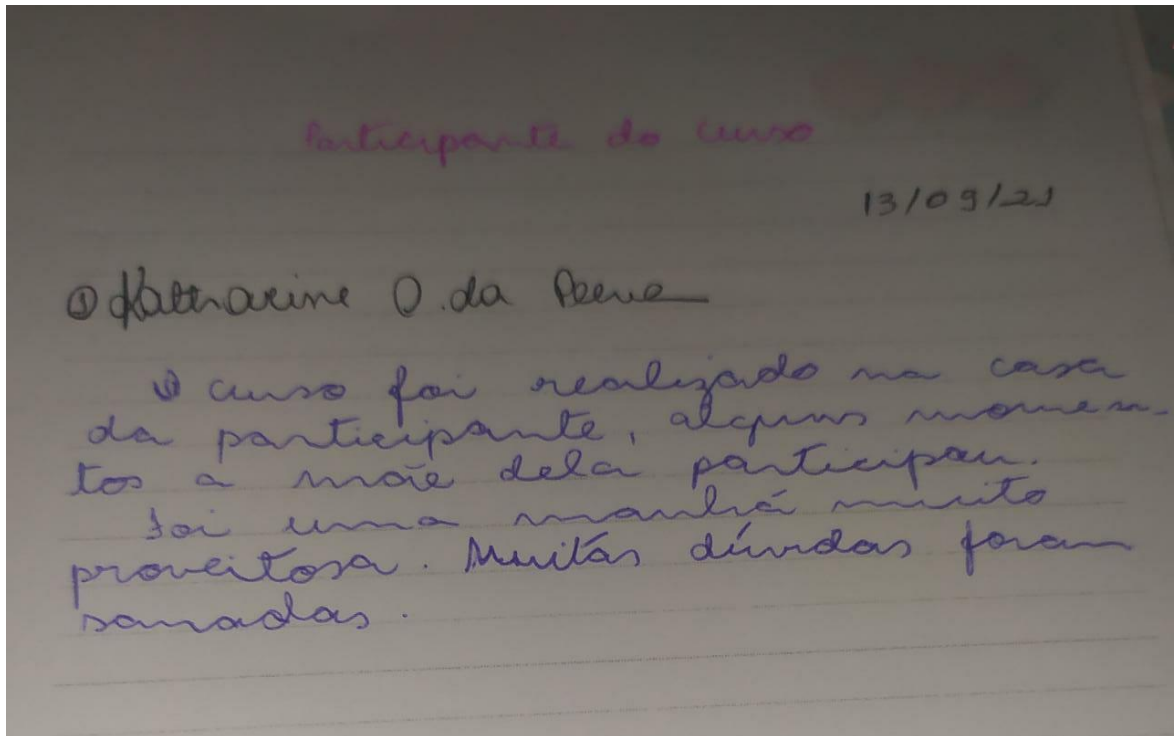 Participante do curso
13/09/21
① Katharine O. da
O curso foi realizado na casa
da participante, alguns momen-
tos a mãe dela participou.
Foi uma manhã muito
proveitosa. Muitas dúvidas foram
sanadas.